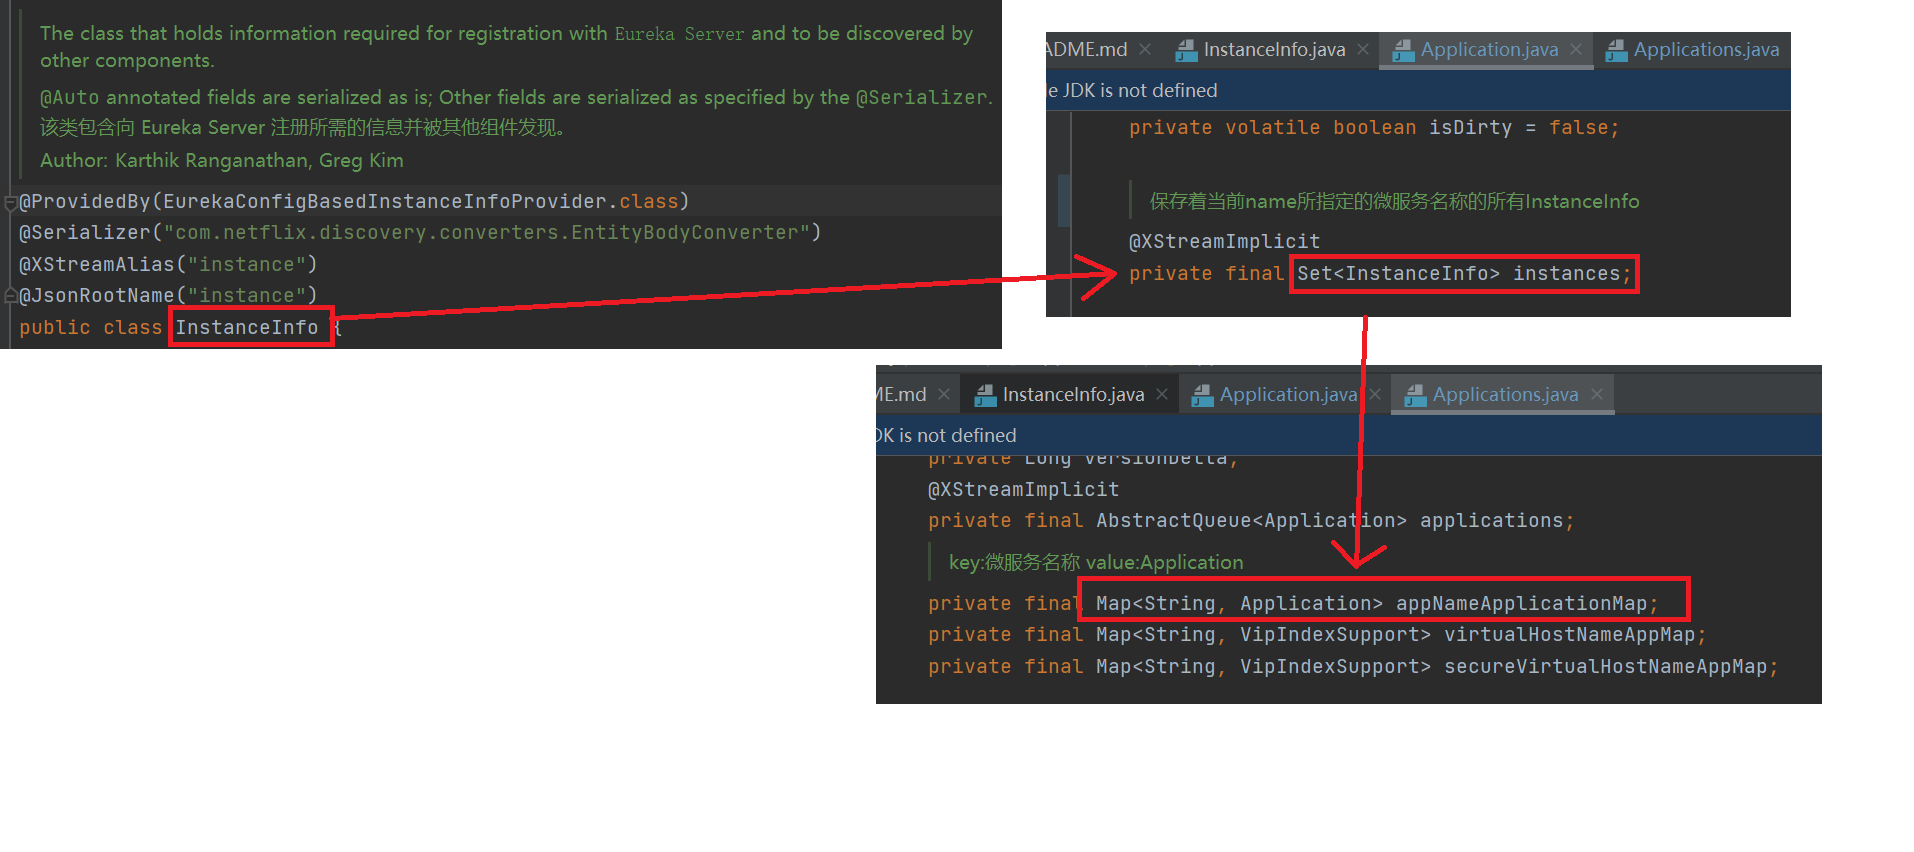 The class that holds information required for registration with Eureka Server and to be discovered by
other components.
@Auto annotated fields are serialized as is; Other fields are serialized as specified by the @Serializer.
该类包含向 Eureka Server 注册所需的信息并被其他组件发现。
Author: Karthik Ranganathan, Greg Kim
@ProvidedBy(EurekaConfigBasedInstanceInfoProvider.class)
@Serializer("com.netflix.discovery.converters.EntityBodyConverter")
@XStreamAlias("instance")
@JsonRootName("instance")
public class InstanceInfo {
ADME.md InstanceInfo.java Application.java Applications.java
le JDK is not defined
private volatile boolean isDirty = false;
保存着当前name所指定的微服务名称的所有InstanceInfo
@XStreamImplicit
private final Set<InstanceInfo> instances;
ME.md InstanceInfo.java Application.java Applications.java
DK is not defined
private Long versionDelta;
@XStreamImplicit
private final AbstractQueue<Application> applications;
key:微服务名称 value:Application
private final Map<String, Application> appNameApplicationMap;
private final Map<String, VipIndexSupport> virtualHostNameAppMap;
private final Map<String, VipIndexSupport> secureVirtualHostNameAppMap;